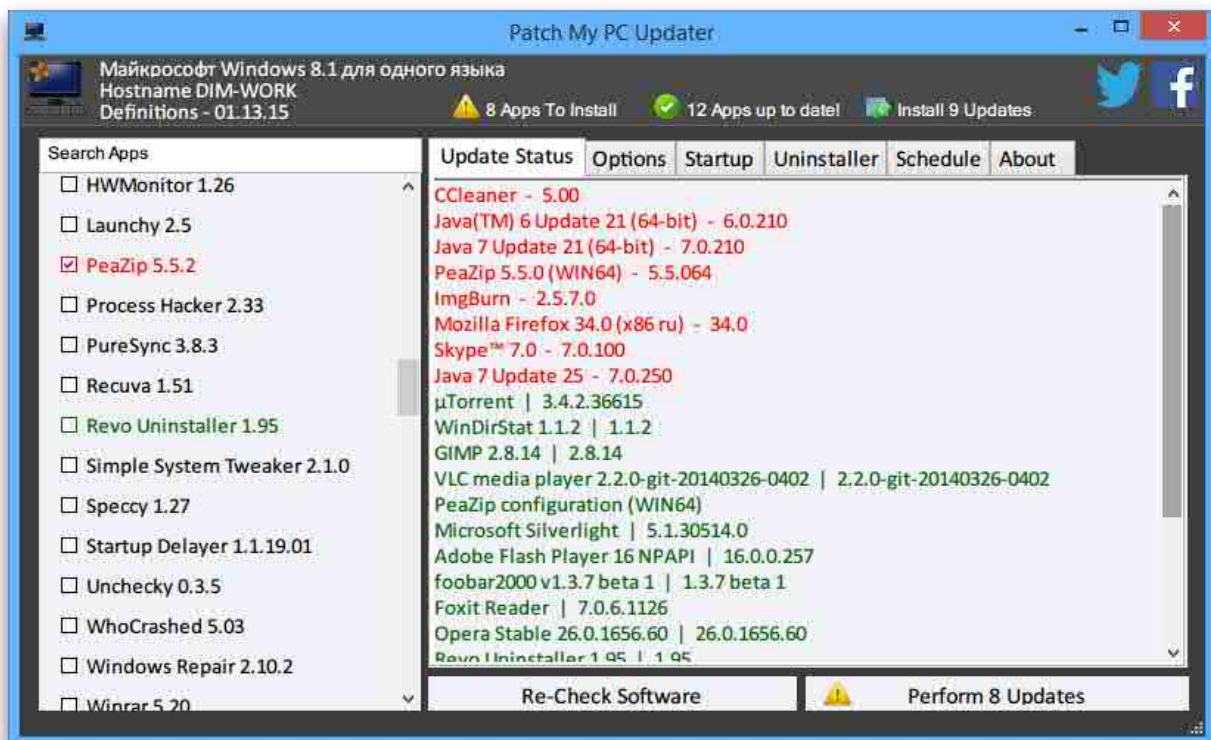 Patch My PC Updater
Майкрософт Windows 8.1 для одного языка
Hostname DIM-WORK
Definitions - 01.13.15
8 Apps To Install
12 Apps up to date!
Install 9 Updates
Search Apps
HWMonitor 1.26
Launchy 2.5
PeaZip 5.5.2
Process Hacker 2.33
PureSync 3.8.3
Recuva 1.51
Revo Uninstaller 1.95
Simple System Tweaker 2.1.0
Speccy 1.27
Startup Delayer 1.1.19.01
Unchecky 0.3.5
WhoCrashed 5.03
Windows Repair 2.10.2
Winrar 5.20
Update Status
Options
Startup
Uninstaller
Schedule
About
CCleaner - 5.00
Java(TM) 6 Update 21 (64-bit) - 6.0.210
Java 7 Update 21 (64-bit) - 7.0.210
PeaZip 5.5.0 (WIN64) - 5.5.064
ImgBurn - 2.5.7.0
Mozilla Firefox 34.0 (x86 ru) - 34.0
Skype™ 7.0 - 7.0.100
Java 7 Update 25 - 7.0.250
µTorrent | 3.4.2.36615
WinDirStat 1.1.2 | 1.1.2
GIMP 2.8.14 | 2.8.14
VLC media player 2.2.0-git-20140326-0402 | 2.2.0-git-20140326-0402
PeaZip configuration (WIN64)
Microsoft Silverlight | 5.1.30514.0
Adobe Flash Player 16 NPAPI | 16.0.0.257
foobar2000 v1.3.7 beta 1 | 1.3.7 beta 1
Foxit Reader | 7.0.6.1126
Opera Stable 26.0.1656.60 | 26.0.1656.60
Revo Uninstaller 1.95 | 1.95
Re-Check Software
Perform 8 Updates